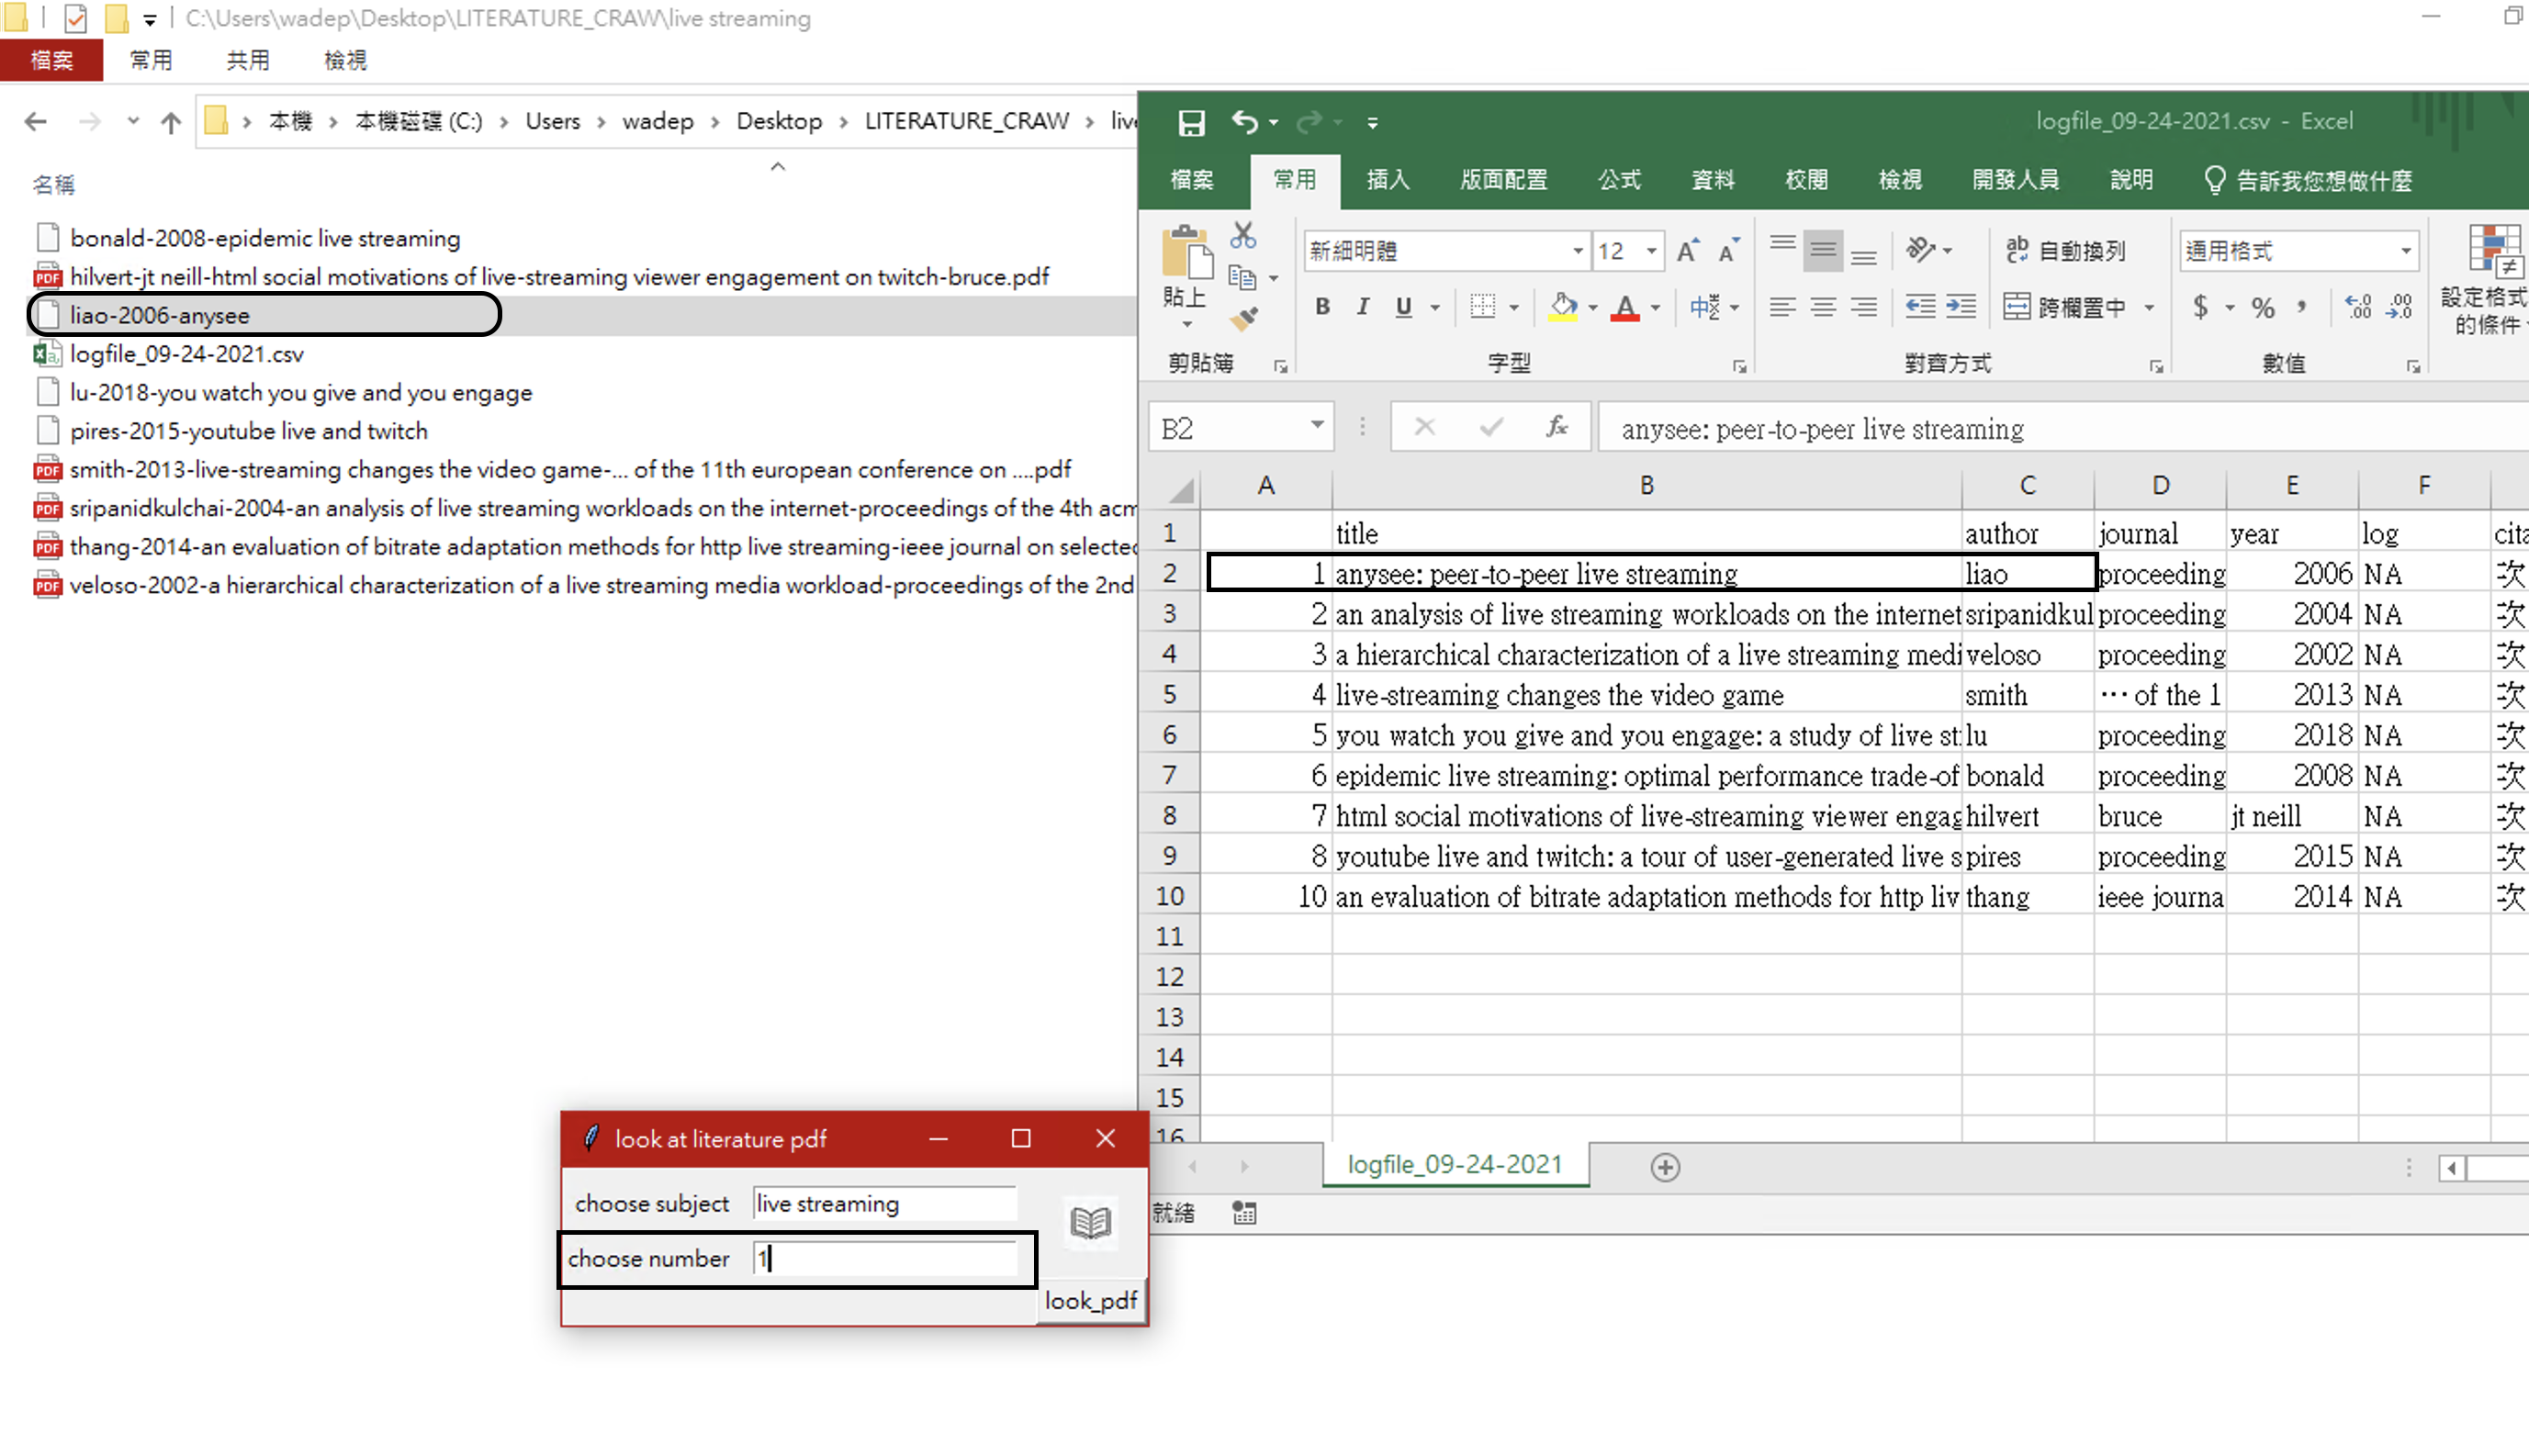 C:\Users\wadep\Desktop\LITERATURE_CRAW\live streaming
檔案 常用 共用 檢視
本機 本機磁碟 (C:) Users wadep Desktop LITERATURE_CRAW
名稱
bonald-2008-epidemic live streaming
hilvert-jt neill-html social motivations of live-streaming viewer engagement on twitch-bruce.pdf
liao-2006-anysee
logfile_09-24-2021.csv
lu-2018-you watch you give and you engage
pires-2015-youtube live and twitch
smith-2013-live-streaming changes the video game-... of the 11th european conference on ....pdf
sripanidkulchai-2004-an analysis of live streaming workloads on the internet-proceedings of the 4th acm
thang-2014-an evaluation of bitrate adaptation methods for http live streaming-ieee journal on selected
veloso-2002-a hierarchical characterization of a live streaming media workload-proceedings of the 2nd
logfile_09-24-2021.csv - Excel
檔案 常用 插入 版面配置 公式 資料 校閱 檢視 開發人員 說明 告訴我您想做什麼
新細明體 12 自動換列 通用格式
貼上 B I U 跨欄置中 $ % 設定格式
的條件
剪貼簿 字型 對齊方式 數值
B2 fx anysee: peer-to-peer live streaming
A B C D E F
1 title author journal year log cita
2 1 anysee: peer-to-peer live streaming liao proceeding 2006 NA 次
3 2 an analysis of live streaming workloads on the internet sripanidkul proceeding 2004 NA 次
4 3 a hierarchical characterization of a live streaming medi veloso proceeding 2002 NA 次
5 4 live-streaming changes the video game smith … of the 1 2013 NA 次
6 5 you watch you give and you engage: a study of live st lu proceeding 2018 NA 次
7 6 epidemic live streaming: optimal performance trade-of bonald proceeding 2008 NA 次
8 7 html social motivations of live-streaming viewer engag hilvert bruce jt neill NA 次
9 8 youtube live and twitch: a tour of user-generated live s pires proceeding 2015 NA 次
10 10 an evaluation of bitrate adaptation methods for http liv thang ieee journa 2014 NA 次
11
12
13
14
15
16
logfile_09-24-2021
就緒
look at literature pdf
choose subject live streaming
choose number 1
look_pdf